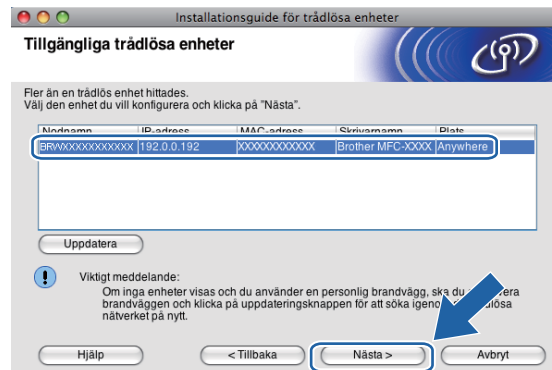 Installationsguide för trådlösa enheter
Tillgängliga trådlösa enheter
Fler än en trådlös enhet hittades.
Välj den enhet du vill konfigurera och klicka på "Nästa".
Nodnamn IP-adress MAC-adress Skrivarnamn Plats
BRWXXXXXXXXXXXX 192.0.0.192 XXXXXXXXXXXX Brother MFC-XXXX Anywhere
Uppdatera
Viktigt meddelande:
Om inga enheter visas och du använder en personlig brandvägg, ska du
brandväggen och klicka på uppdateringsknappen för att söka
nätverket på nytt.
Hjälp < Tillbaka Nästa > Avbryt